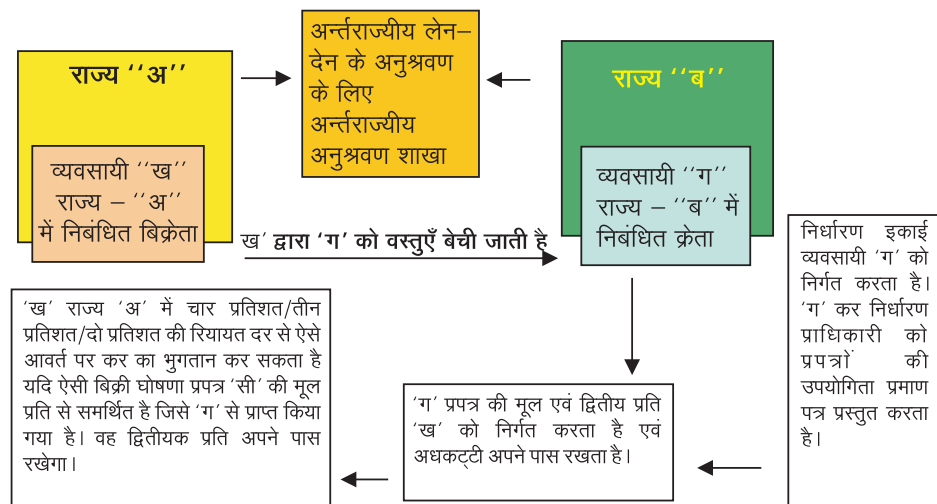 राज्य ‘‘अ’’
अर्न्तराज्यीय लेन–
देन के अनुश्रवण
के लिए
अर्न्तराज्यीय
अनुश्रवण शाखा
राज्य ‘‘ब’’
व्यवसायी ‘‘ख’’
राज्य – ‘‘अ’’
में निबंधित बिक्रेता
व्यवसायी ‘‘ग’’
राज्य – ‘‘ब’’ में
निबंधित क्रेता
ख’ द्वारा ‘ग’ को वस्तुएँ बेची जाती है
निर्धारण इकाई
व्यवसायी ‘ग’ को
निर्गत करता है।
‘ग’ कर निर्धारण
प्राधिकारी को
प्रपत्रों की
उपयोगिता प्रमाण
पत्र प्रस्तुत करता
है।
‘ख’ राज्य ‘अ’ में चार प्रतिशत/तीन
प्रतिशत/दो प्रतिशत की रियायत दर से ऐसे
आवर्त पर कर का भुगतान कर सकता है
यदि ऐसी बिक्री घोषणा प्रपत्र ‘सी’ की मूल
प्रति से समर्थित है जिसे ‘ग’ से प्राप्त किया
गया है। वह द्वितीयक प्रति अपने पास
रखेगा।
‘ग’ प्रपत्र की मूल एवं द्वितीय प्रति
‘ख’ को निर्गत करता है एवं
अधकट्टी अपने पास रखता है।